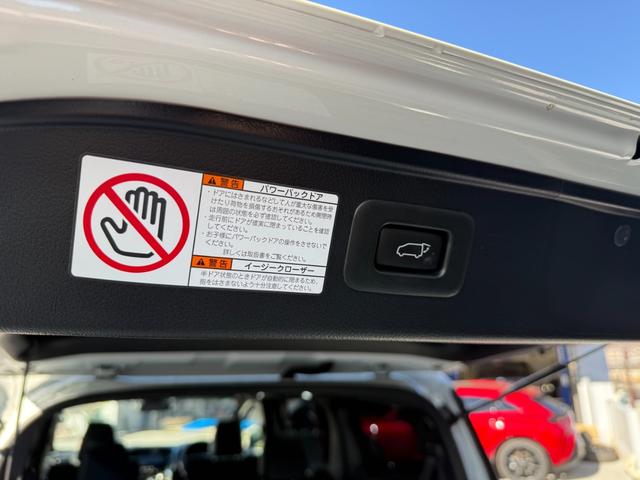 警告 パワーバックドア
・ドアにはさまれるなどして人が重大な傷害を受
けたり荷物を損傷するおそれがあるため開閉時
は周囲の状態を必ず確認してください。
・走行前にドアが確実に閉まっていることを確認
してください。
・お子様にパワーバックドアの操作をさせないで
ください。
詳しくは取扱書をご覧ください。
警告 イージークローザー
半ドア状態のときドアが自動的に閉まるため、
指をはさまないよう十分注意してください。